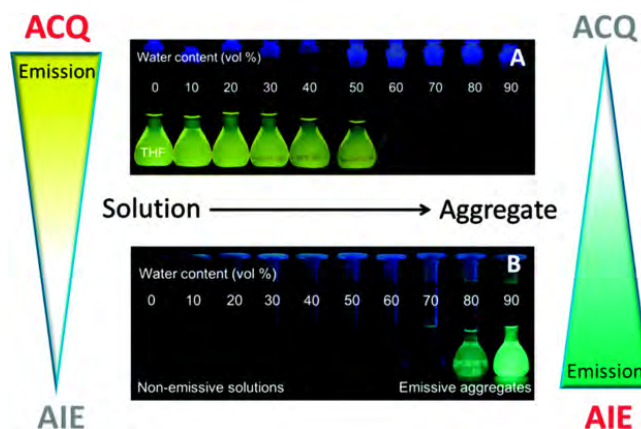 ACQ
Emission
AIE
Water content (vol %)
A
0 10 20 30 40 50 60 70 80 90
THF
Solution
Aggregate
Water content (vol %)
B
0 10 20 30 40 50 60 70 80 90
Non-emissive solutions
Emissive aggregates
ACQ
Emission
AIE